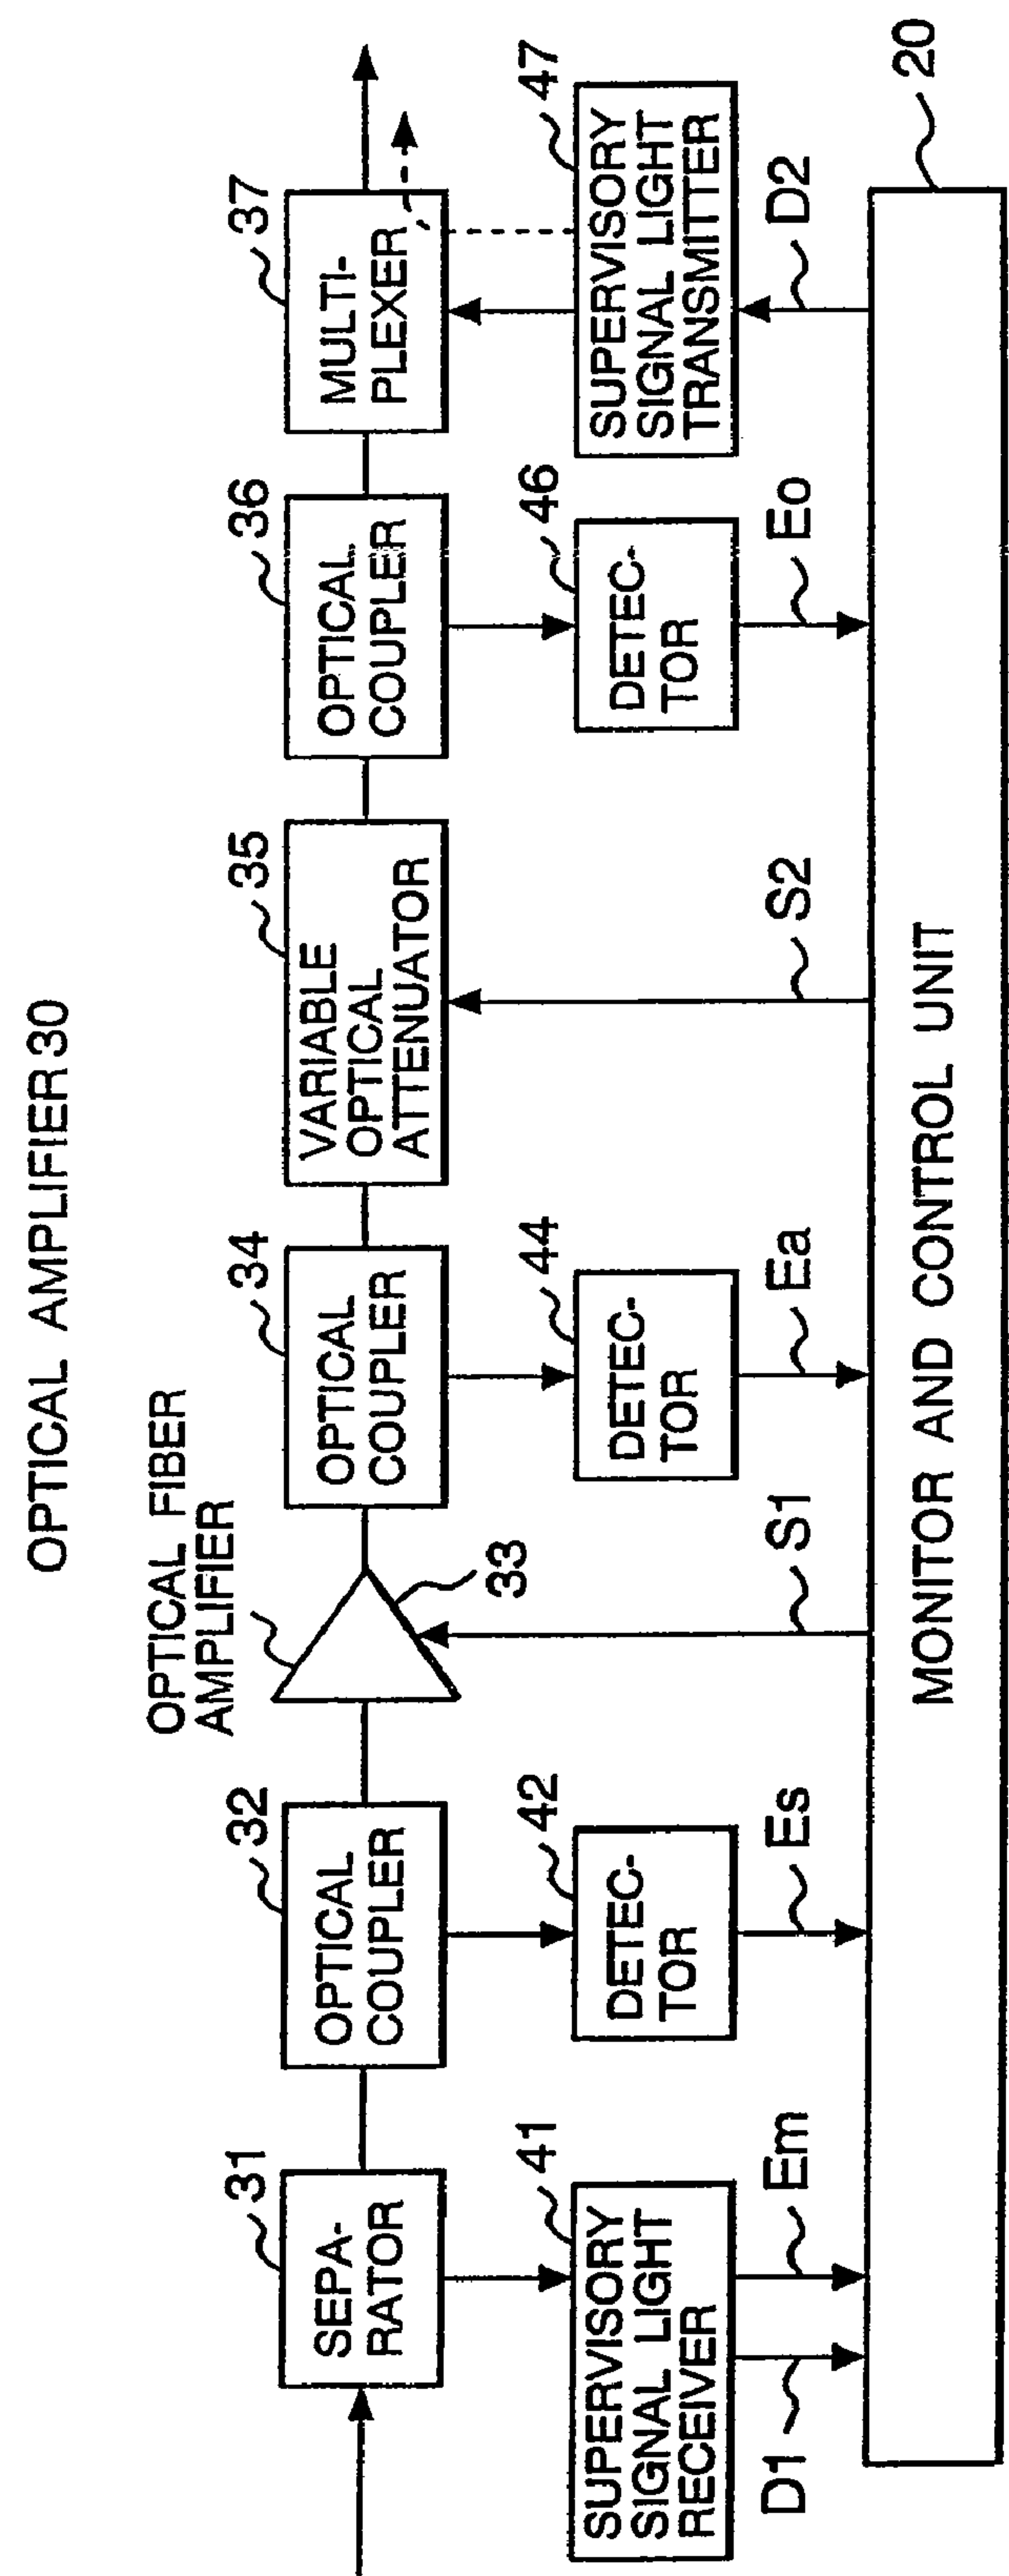 OPTICAL AMPLIFIER 30
OPTICAL FIBER
AMPLIFIER
31
SEPA-
RATOR
32
OPTICAL
COUPLER
33
34
OPTICAL
COUPLER
35
VARIABLE
OPTICAL
ATTENUATOR
36
OPTICAL
COUPLER
37
MULTI-
PLEXER
41
SUPERVISORY
SIGNAL LIGHT
RECEIVER
42
DETEC-
TOR
44
DETEC-
TOR
46
DETEC-
TOR
47
SUPERVISORY
SIGNAL LIGHT
TRANSMITTER
D1
Em
Es
S1
Ea
S2
Eo
D2
20
MONITOR AND CONTROL UNIT